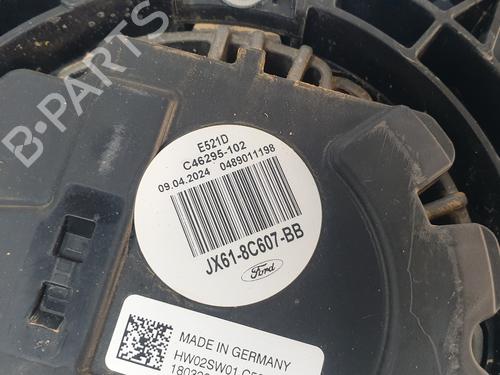 B-PARTS
E521D
C46295-102
09.04.2024 0489011198
JX61-8C607-BB
Ford
MADE IN GERMANY
HW02SW01